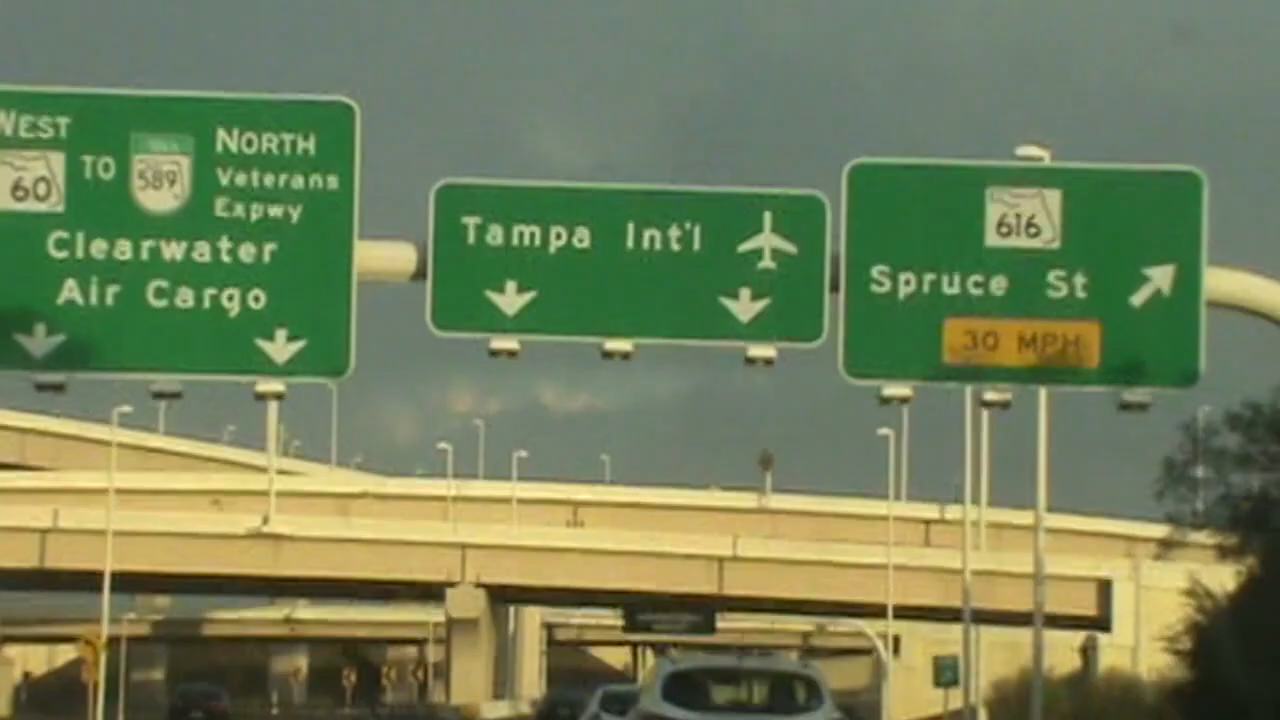 WEST
60 TO 589 NORTH
Veterans
Expwy
Clearwater
Air Cargo
Tampa Int'l
616
Spruce St
30 MPH